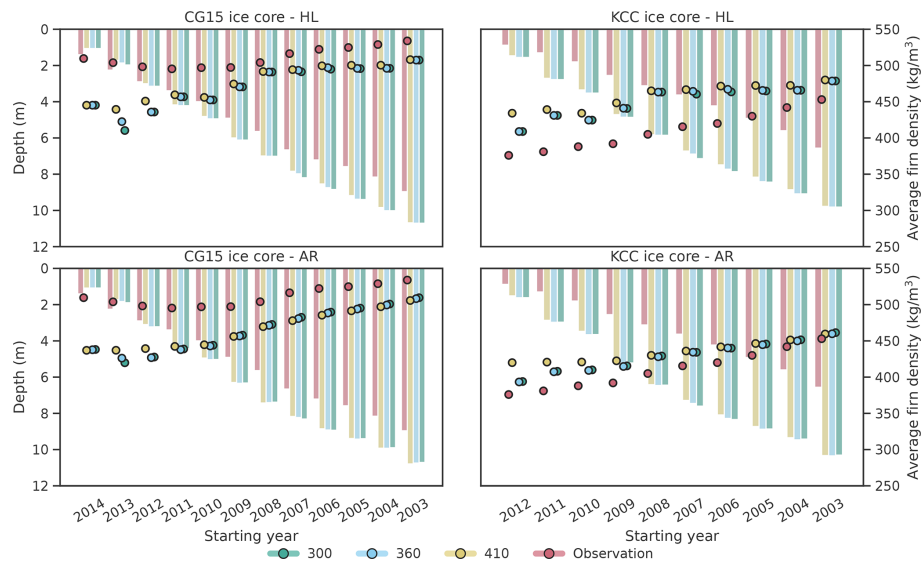 CG15 ice core - HL
KCC ice core - HL
0
2
4
6
8
10
12
Depth (m)
550
500
450
400
350
300
250
Average firn density (kg/m³)
CG15 ice core - AR
KCC ice core - AR
0
2
4
6
8
10
12
Depth (m)
550
500
450
400
350
300
250
Average firn density (kg/m³)
2014 2013 2012 2011 2010 2009 2008 2007 2006 2005 2004 2003
2012 2011 2010 2009 2008 2007 2006 2005 2004 2003
Starting year
Starting year
300 360 410 Observation